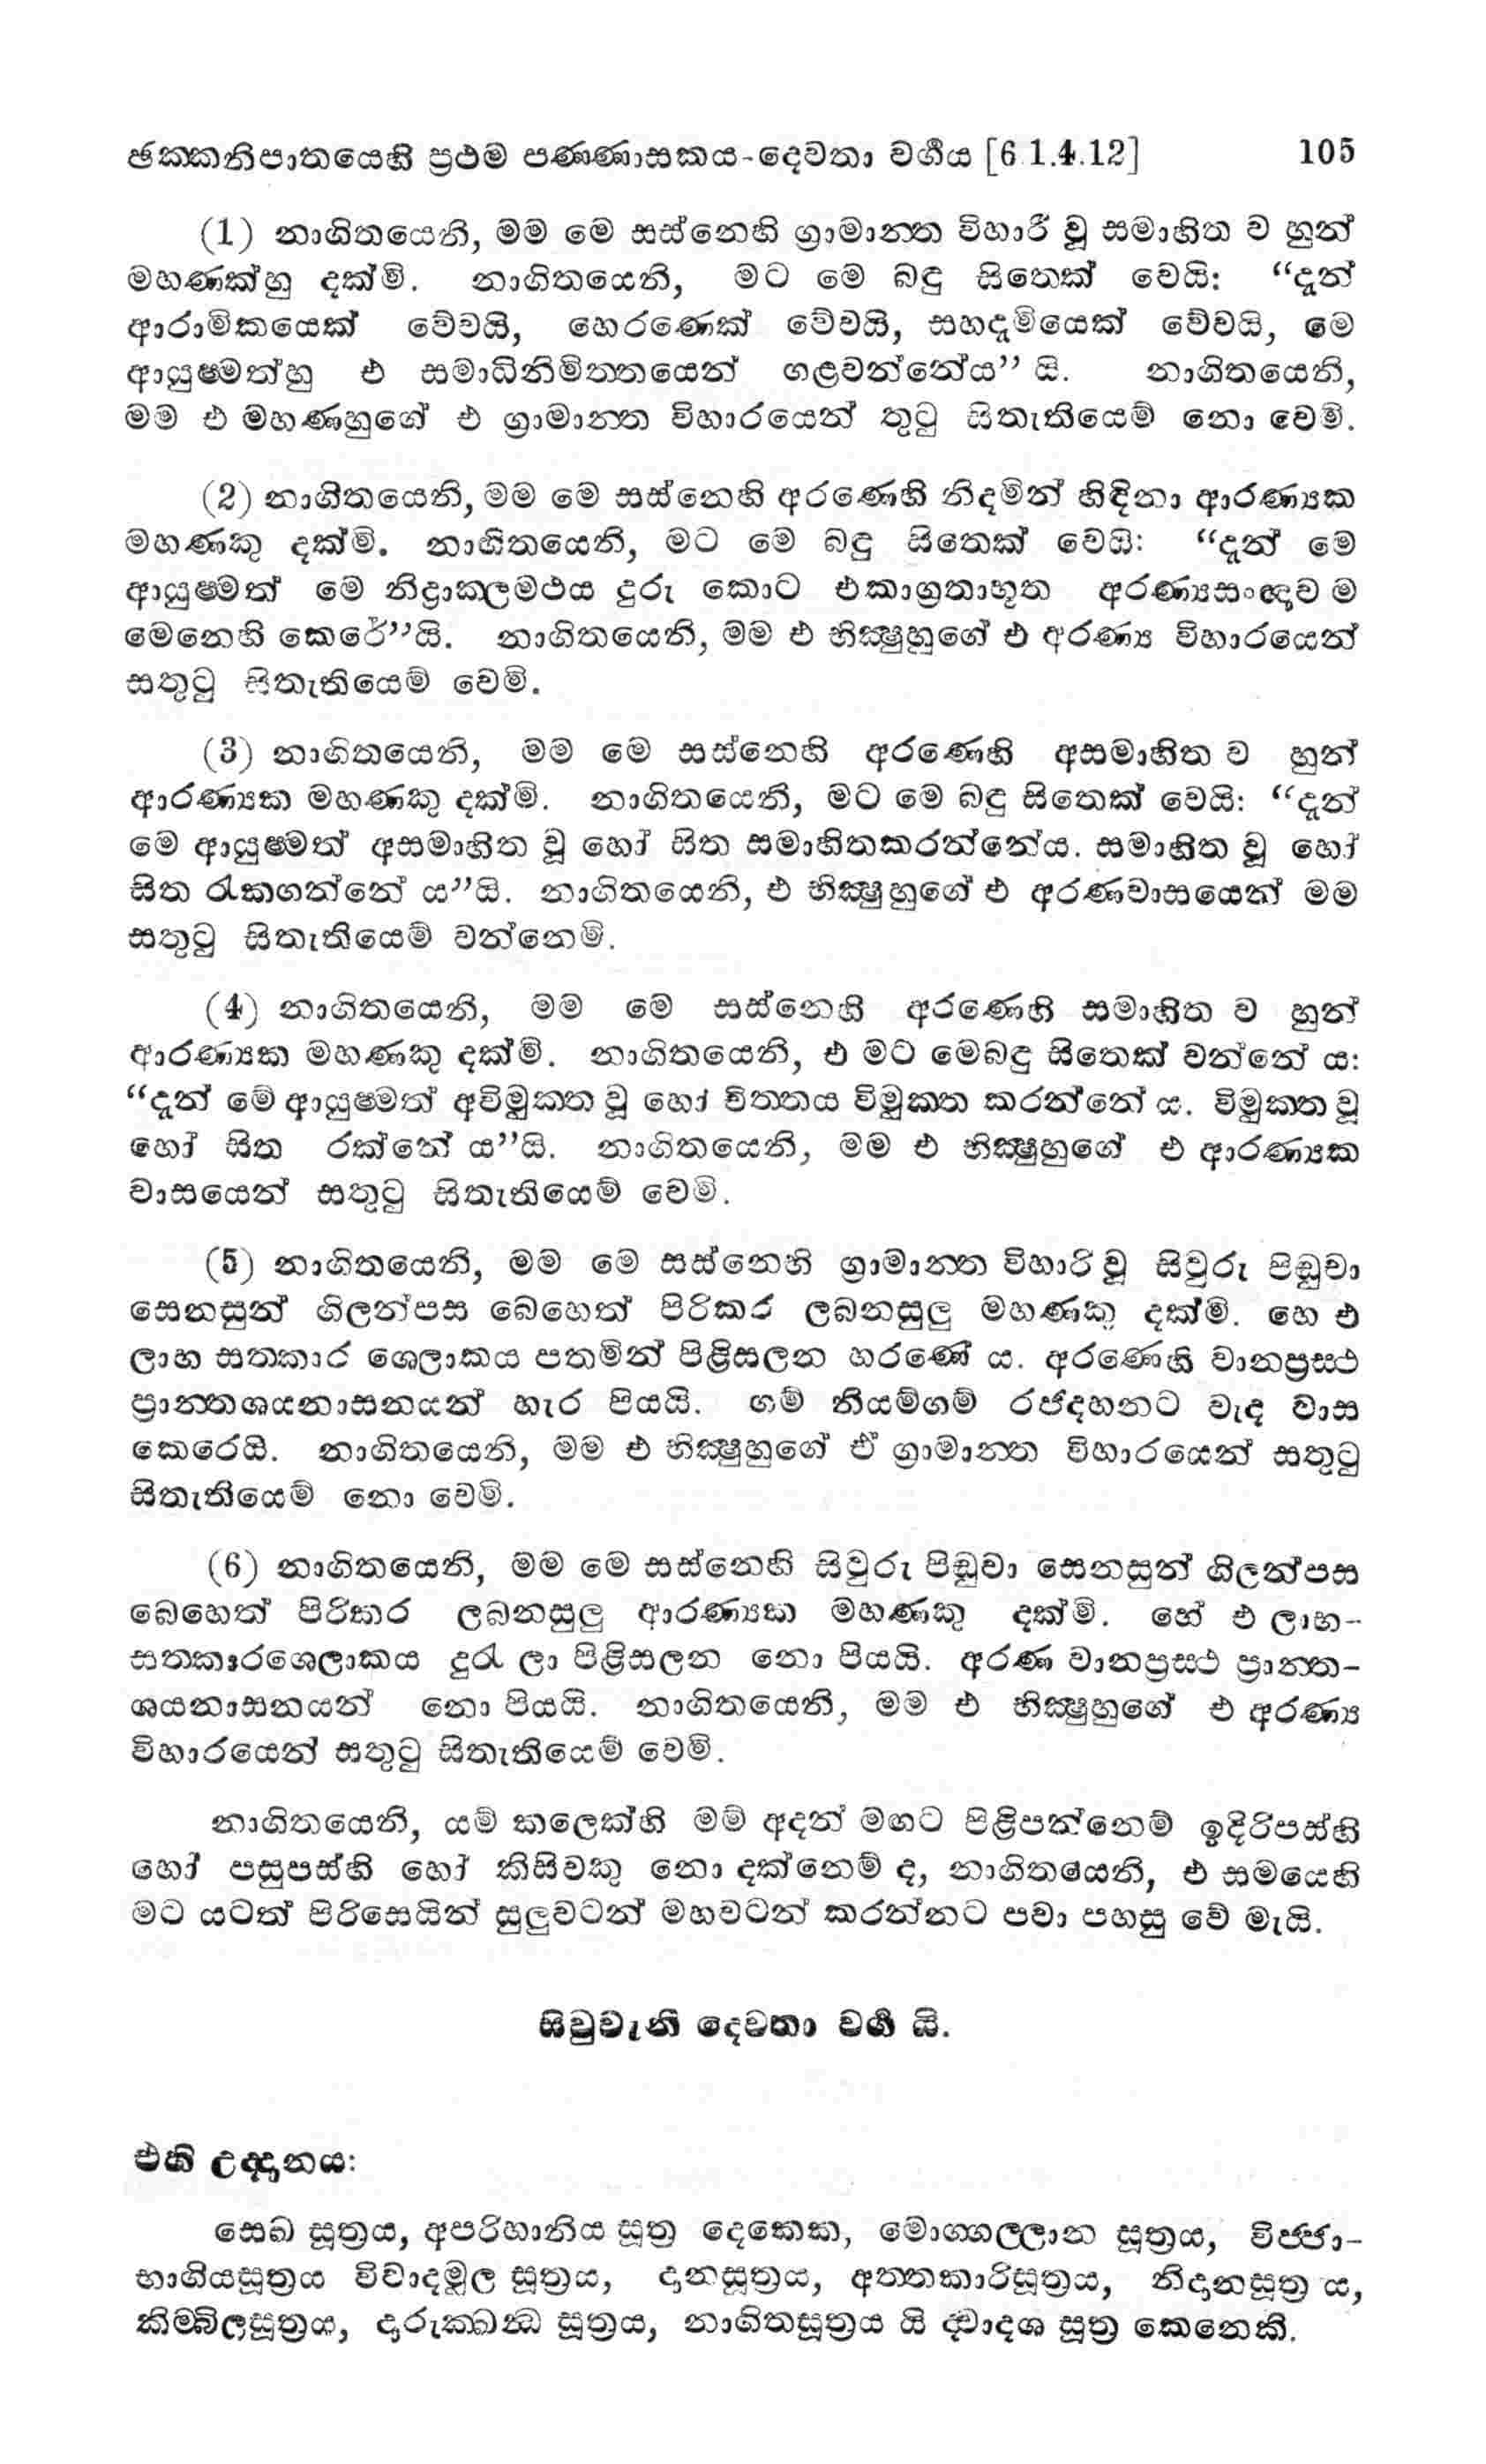 ඡක්කනිපාතයෙහි ප්‍රථම පණ්ණාසකය-දෙවතා වර්‍ගය [6.1.4.12] 105
(1) නාගිතයෙනි, මම මේ සස්නෙහි ග්‍රාමාන්ත විහාරී වූ සමාහිත ව හුන්
මහණක්හු දක්මි. නාගිතයෙනි, මට මෙ බඳු සිතෙක් වෙයි: “දැන්
ආරාමිකයෙක් වේවයි, හෙරණෙක් වේවයි, සහදැමියෙක් වේවයි, මෙ
ආයුෂ්මත්හු එ සමාධිනිමිත්තයෙන් ගළවන්නේය” යි. නාගිතයෙනි,
මම එ මහණහුගේ එ ග්‍රාමාන්ත විහාරයෙන් තුටු සිතැතියෙම් නො වෙමි.
(2) නාගිතයෙනි, මම මෙ සස්නෙහි අරණෙහි නිදමින් හිඳිනා ආරණ්‍යක
මහණකු දක්මි. නාගිතයෙනි, මට මෙ බඳු සිතෙක් වෙයි: “දැන් මෙ
ආයුෂ්මත් මෙ නිද්‍රාක්ලමථය දුරු කොට එකාග්‍රතාභූත අරණ්‍යසංඥාව ම
මෙනෙහි කෙරේ”යි. නාගිතයෙනි, මම එ භික්‍ෂුහුගේ එ අරණ්‍ය විහාරයෙන්
සතුටු සිතැතියෙම් වෙමි.
(3) නාගිතයෙනි, මම මෙ සස්නෙහි අරණෙහි අසමාහිත ව හුන්
ආරණ්‍යක මහණකු දක්මි. නාගිතයෙනි, මට මෙ බඳු සිතෙක් වෙයි: “දැන්
මෙ ආයුෂ්මත් අසමාහිත වූ හෝ සිත සමාහිතකරන්නේය. සමාහිත වූ හෝ
සිත රැකගන්නේ ය”යි. නාගිතයෙනි, එ භික්‍ෂුහුගේ එ අරණවාසයෙන් මම
සතුටු සිතැතියෙම් වන්නෙමි.
(4) නාගිතයෙනි, මම මෙ සස්නෙහි අරණෙහි සමාහිත ව හුන්
ආරණ්‍යක මහණකු දක්මි. නාගිතයෙනි, එ මට මෙබඳු සිතෙක් වන්නේ ය:
“දැන් මේ ආයුෂ්මත් අවිමුක්ත වූ හෝ චිත්තය විමුක්ත කරන්නේ ය. විමුක්ත වූ
හෝ සිත රක්නේ ය”යි. නාගිතයෙනි, මම එ භික්‍ෂුහුගේ එ ආරණ්‍යක
වාසයෙන් සතුටු සිතැතියෙම් වෙමි.
(5) නාගිතයෙනි, මම මෙ සස්නෙහි ග්‍රාමාන්ත විහාරි වූ සිවුරු පිඬුවා
සෙනසුන් ගිලන්පස බෙහෙත් පිරිකර ලබනසුලු මහණකු දක්මි. හෙ එ
ලාභ සත්කාර ශ්ලෝකය පතමින් පිළිසලන හරණේ ය. අරණෙහි වානප්‍රස්ථ
ප්‍රාන්තශයනාසනයන් හැර පියයි. ගම් නියම්ගම් රජදහනට වැද වාස
කෙරෙයි. නාගිතයෙනි, මම එ භික්‍ෂුහුගේ ඒ ග්‍රාමාන්ත විහාරයෙන් සතුටු
සිතැතියෙම් නො වෙමි.
(6) නාගිතයෙනි, මම මෙ සස්නෙහි සිවුරු පිඬුවා සෙනසුන් ගිලන්පස
බෙහෙත් පිරිකර ලබනසුලු ආරණ්‍යක මහණකු දක්මි. හේ එ ලාභ-
සත්කාරශ්ලෝකය දුරැ ලා පිළිසලන නො පියයි. අරණ වානප්‍රස්ථ ප්‍රාන්ත-
ශයනාසනයන් නො පියයි. නාගිතයෙනි, මම එ භික්‍ෂුහුගේ එ අරණ්‍ය
විහාරයෙන් සතුටු සිතැතියෙම් වෙමි.
නාගිතයෙනි, යම් කලෙක්හි මම් අදන් මඟට පිළිපන්නෙම් ඉදිරිපස්හි
හෝ පසුපස්හි හෝ කිසිවකු නො දක්නෙම් ද, නාගිතයෙනි, එ සමයෙහි
මට යටත් පිරිසෙයින් සුලුවටන් මහවටන් කරන්නට පවා පහසු වේ මැයි.
සිවුවැනි දෙවතා වර්‍ග යි.
එහි උද්දානය:
සෙඛ සූත්‍රය, අපරිහානිය සූත්‍ර දෙකෙක, මොග්ගල්ලාන සූත්‍රය, විජ්ජා-
භාගියසූත්‍රය විවාදමූල සූත්‍රය, දානසූත්‍රය, අත්තකාරිසූත්‍රය, නිදානසූත්‍ර ය,
කිම්බිලසූත්‍රය, දාරුක්ඛන්ධ සූත්‍රය, නාගිතසූත්‍රය යි ද්වාදශ සූත්‍ර කෙනෙකි.